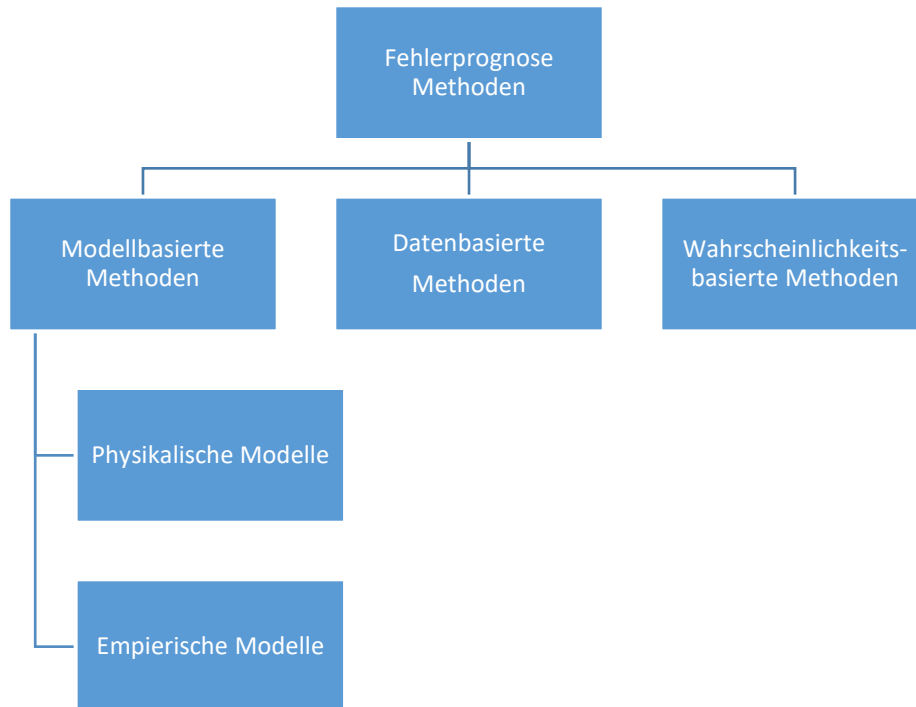 Fehlerprognose
Methoden
Modellbasierte
Methoden
Datenbasierte
Methoden
Wahrscheinlichkeits-
basierte Methoden
Physikalische Modelle
Empierische Modelle